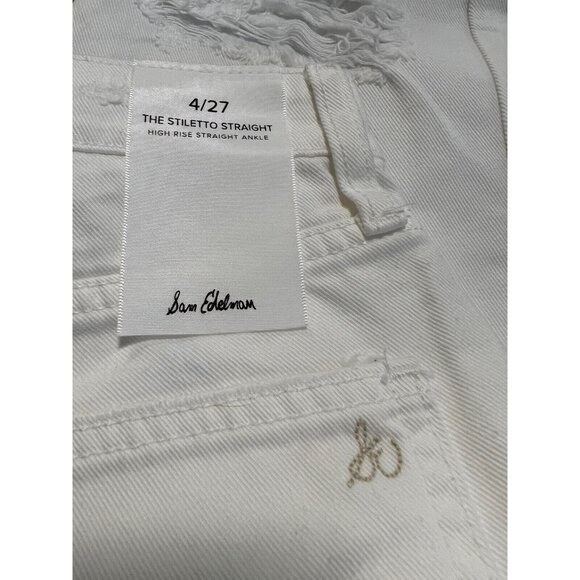 4/27
THE STILETTO STRAIGHT
HIGH RISE STRAIGHT ANKLE
Sam Edelman